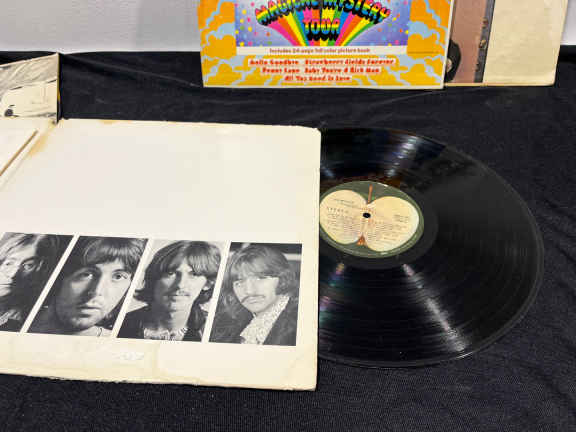 MAGICAL MYSTERY
TOUR
Includes 24-page full color picture book
Hello Goodbye Strawberry Fields Forever
Penny Lane Baby You're A Rich Man
All You Need Is Love